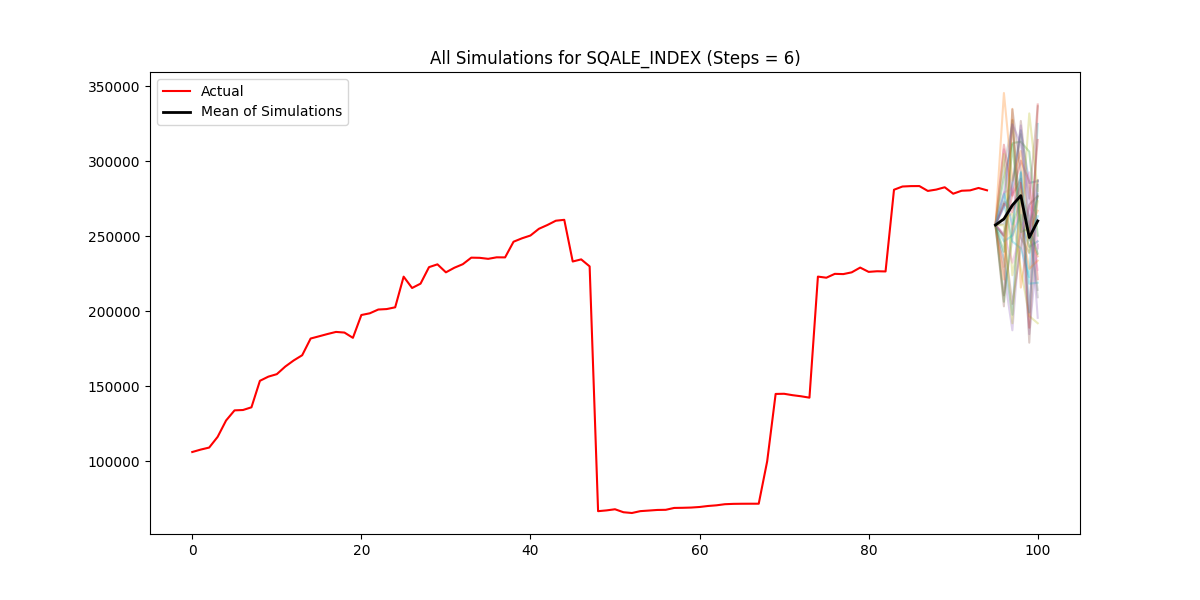 All Simulations for SQALE_INDEX (Steps = 6)
Actual
Mean of Simulations
350000
300000
250000
200000
150000
100000
0 20 40 60 80 100